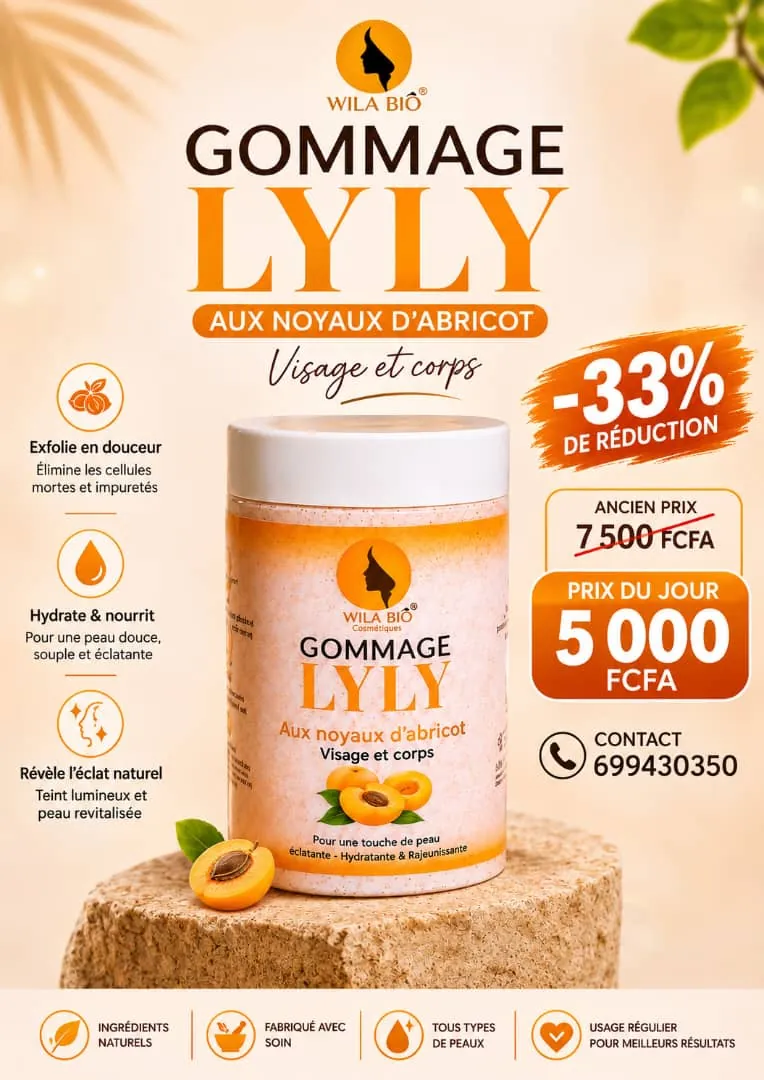 WILA BIO®
GOMMAGE
LYLY
AUX NOYAUX D'ABRICOT
Visage et corps
Exfolie en douceur
Élimine les cellules
mortes et impuretés
Hydrate & nourrit
Pour une peau douce,
souple et éclatante
Révèle l'éclat naturel
Teint lumineux et
peau revitalisée
-33%
DE RÉDUCTION
ANCIEN PRIX
7 500 FCFA
PRIX DU JOUR
5 000
FCFA
CONTACT
699430350
WILA BIO®
Cosmétiques
GOMMAGE
LYLY
Aux noyaux d'abricot
Visage et corps
Pour une touche de peau
éclatante - Hydratante & Rajeunissante
INGRÉDIENTS
NATURELS
FABRIQUÉ AVEC
SOIN
TOUS TYPES
DE PEAUX
USAGE RÉGULIER
POUR MEILLEURS RÉSULTATS